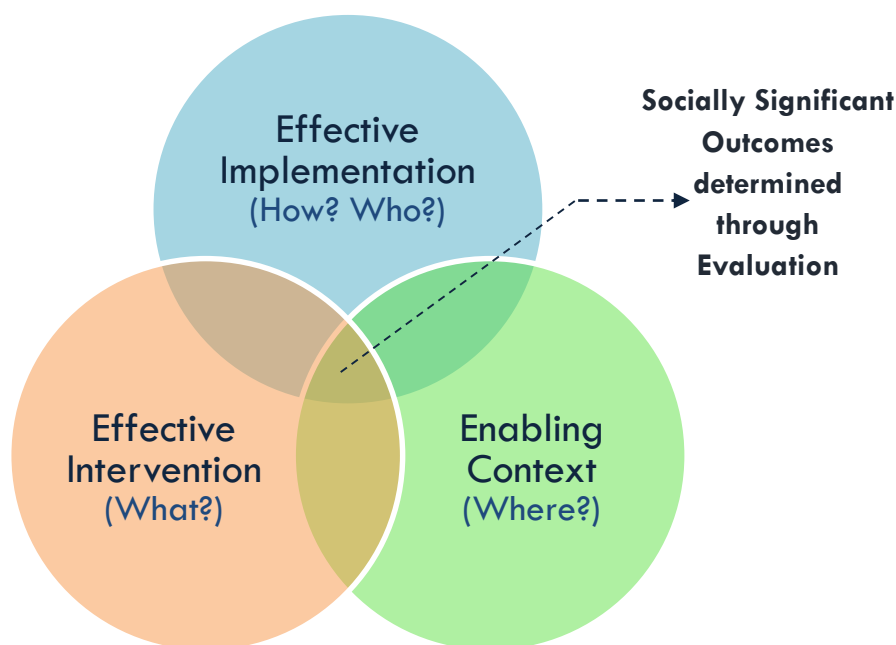 Effective
Implementation
(How? Who?)
Socially Significant
Outcomes
determined
through
Evaluation
Effective
Intervention
(What?)
Enabling
Context
(Where?)